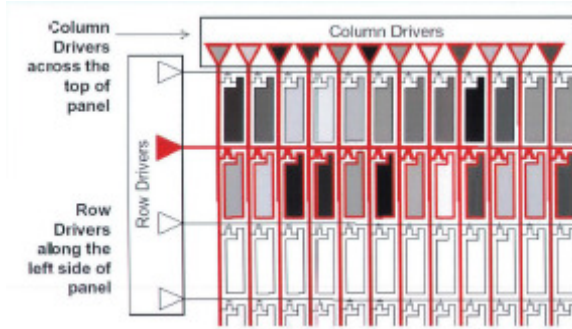 Column
Drivers
across the
top of
panel
Column Drivers
Row Drivers
Row
Drivers
along the
left side of
panel